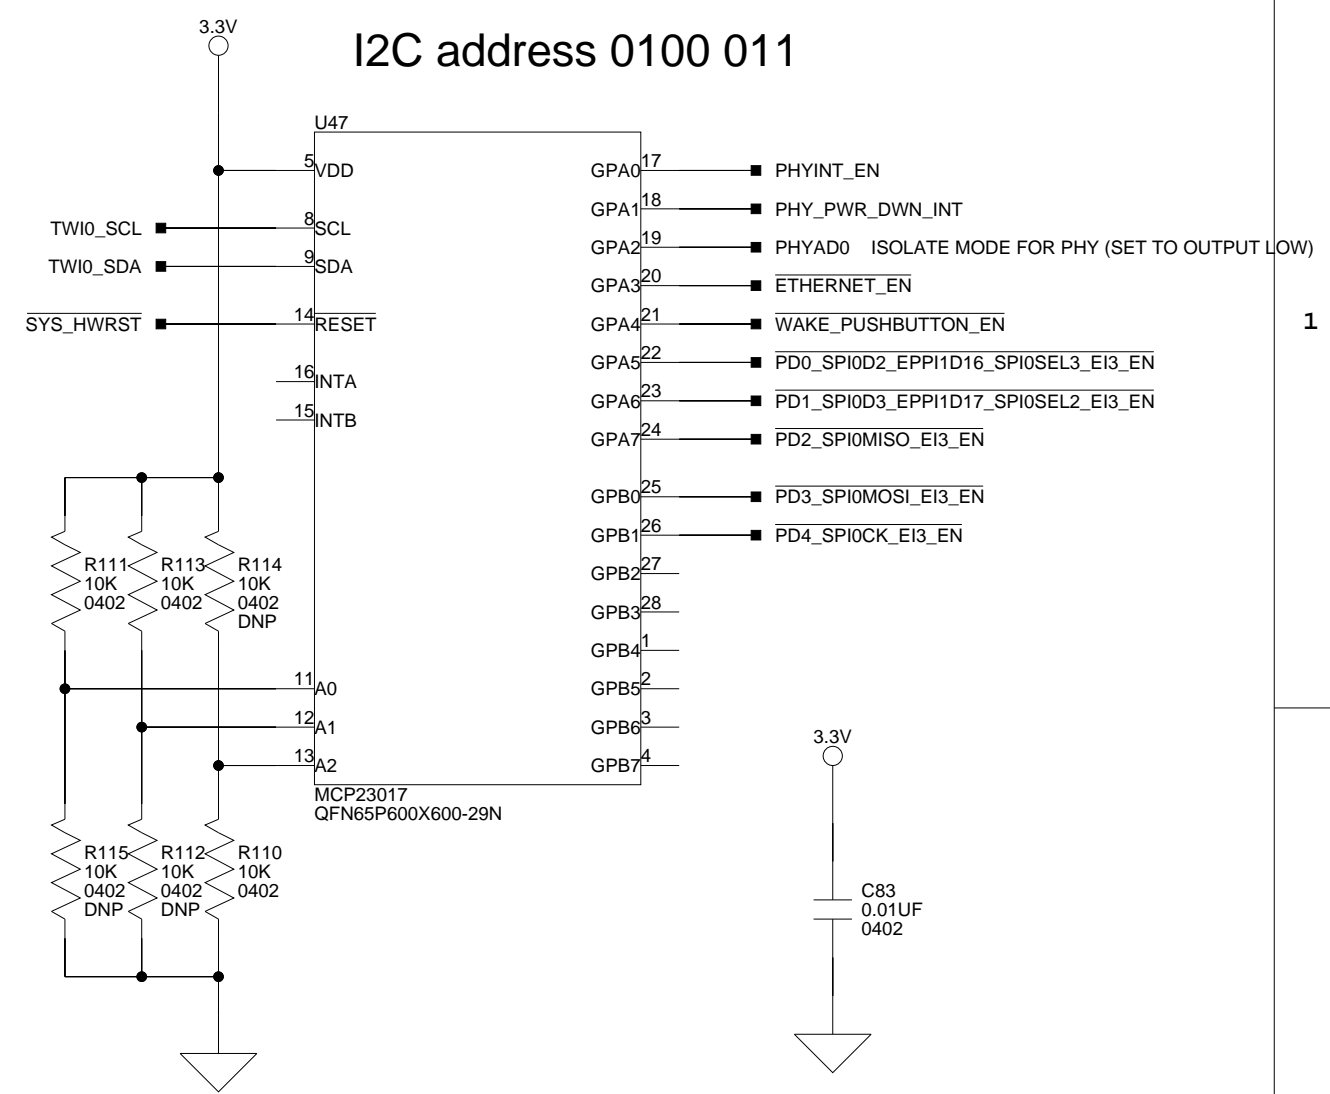 3.3V
I2C address 0100 011
U47
5 VDD
GPA0 17 PHYINT_EN
GPA1 18 PHY_PWR_DWN_INT
TWI0_SCL 8 SCL
GPA2 19 PHYAD0 ISOLATE MODE FOR PHY (SET TO OUTPUT LOW)
TWI0_SDA 9 SDA
GPA3 20 ETHERNET_EN
SYS_HWRST 14 RESET
GPA4 21 WAKE_PUSHBUTTON_EN
1
GPA5 22 PD0_SPI0D2_EPPI1D16_SPI0SEL3_EI3_EN
16 INTA
GPA6 23 PD1_SPI0D3_EPPI1D17_SPI0SEL2_EI3_EN
15 INTB
GPA7 24 PD2_SPI0MISO_EI3_EN
GPB0 25 PD3_SPI0MOSI_EI3_EN
GPB1 26 PD4_SPI0CK_EI3_EN
GPB2 27
GPB3 28
GPB4 1
GPB5 2
GPB6 3
GPB7 4
R111
10K
0402
R113
10K
0402
R114
10K
0402
DNP
11 A0
12 A1
13 A2
MCP23017
QFN65P600X600-29N
R115
10K
0402
DNP
R112
10K
0402
DNP
R110
10K
0402
3.3V
C83
0.01UF
0402